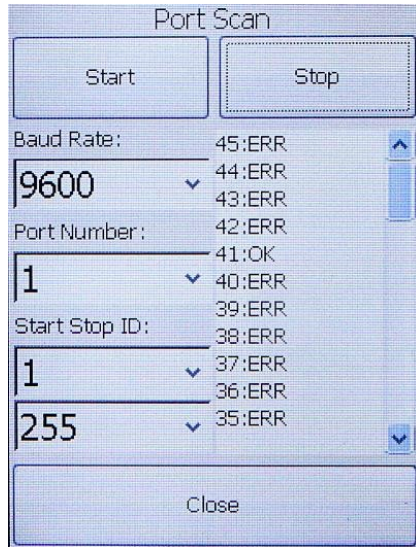 Port Scan
Start
Stop
Baud Rate:
9600
Port Number:
1
Start Stop ID:
1
255
45:ERR
44:ERR
43:ERR
42:ERR
41:OK
40:ERR
39:ERR
38:ERR
37:ERR
36:ERR
35:ERR
Close